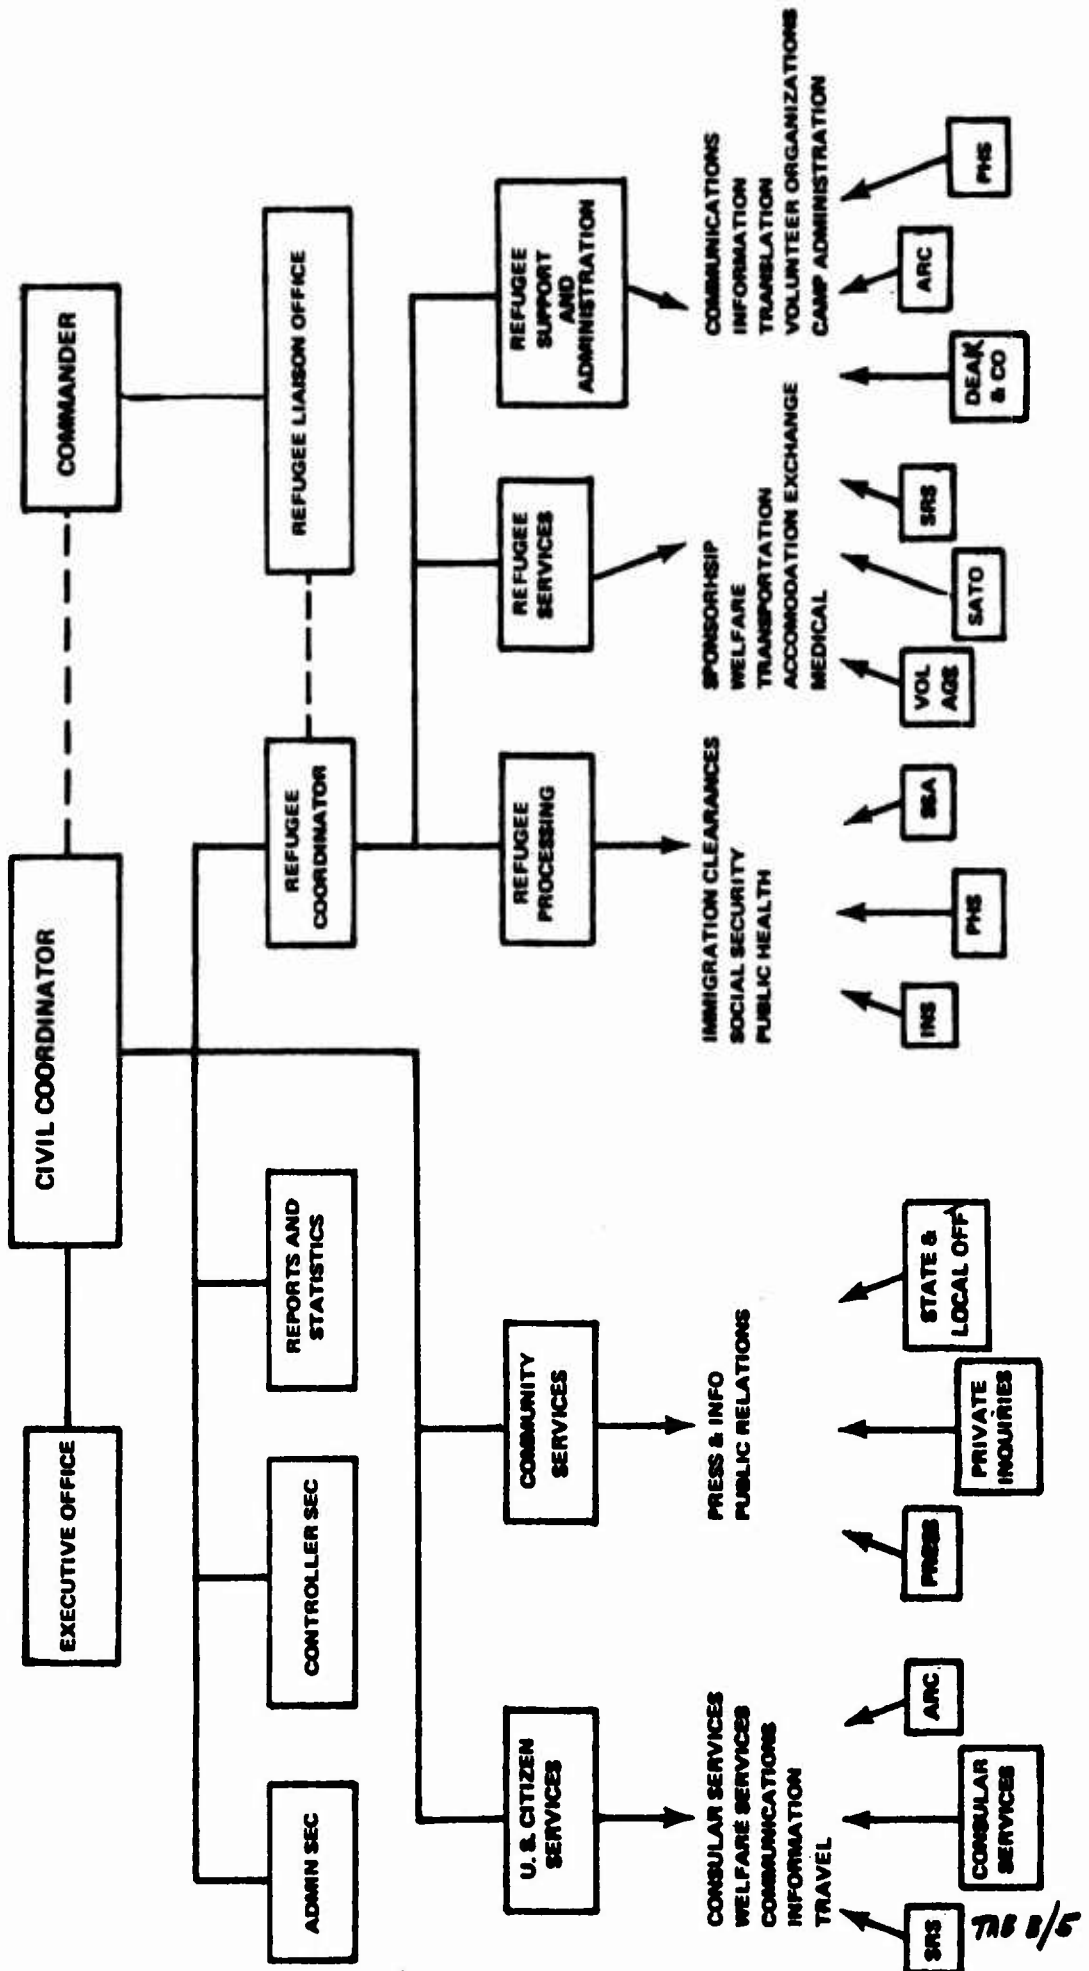 EXECUTIVE OFFICE
CIVIL COORDINATOR
COMMANDER
ADMIN SEC
CONTROLLER SEC
REPORTS AND
STATISTICS
REFUGEE
COORDINATOR
REFUGEE LIAISON OFFICE
U. S. CITIZEN
SERVICES
COMMUNITY
SERVICES
REFUGEE
PROCESSING
REFUGEE
SERVICES
REFUGEE
SUPPORT
AND
ADMINISTRATION
CONSULAR SERVICES
WELFARE SERVICES
COMMUNICATIONS
INFORMATION
TRAVEL
PRESS & INFO
PUBLIC RELATIONS
IMMIGRATION CLEARANCES
SOCIAL SECURITY
PUBLIC HEALTH
SPONSORHSIP
WELFARE
TRANSPORTATION
ACCOMODATION EXCHANGE
MEDICAL
COMMUNICATIONS
INFORMATION
TRANSLATION
VOLUNTEER ORGANIZATIONS
CAMP ADMINISTRATION
SRS
CONSULAR
SERVICES
ARC
PRESS
PRIVATE
INQUIRIES
STATE &
LOCAL OFF
INS
PHS
SSA
VOL
AGS
SATO
SRS
DEAK
& CO
ARC
PHS